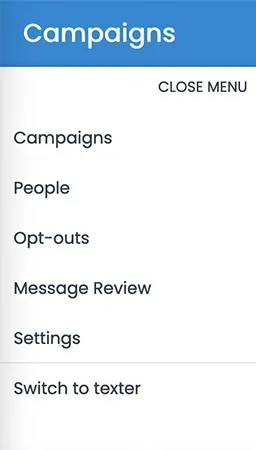 Campaigns
CLOSE MENU
Campaigns
People
Opt-outs
Message Review
Settings
Switch to texter